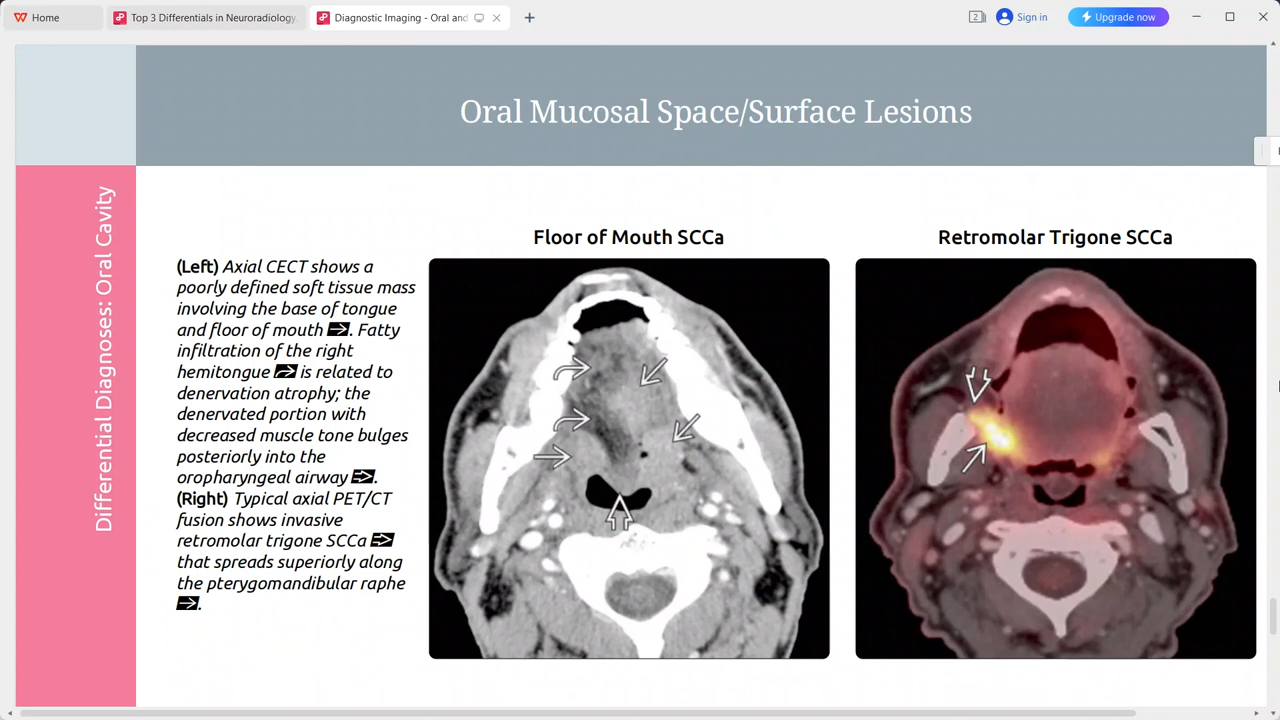 Home
Top 3 Differentials in Neuroradiology.
Diagnostic Imaging - Oral and
2
Sign in
Upgrade now
Oral Mucosal Space/Surface Lesions
Differential Diagnoses: Oral Cavity
Floor of Mouth SCCa
Retromolar Trigone SCCa
(Left) Axial CECT shows a
poorly defined soft tissue mass
involving the base of tongue
and floor of mouth . Fatty
infiltration of the right
hemitongue is related to
denervation atrophy; the
denervated portion with
decreased muscle tone bulges
posteriorly into the
oropharyngeal airway .
(Right) Typical axial PET/CT
fusion shows invasive
retromolar trigone SCCa
that spreads superiorly along
the pterygomandibular raphe
.